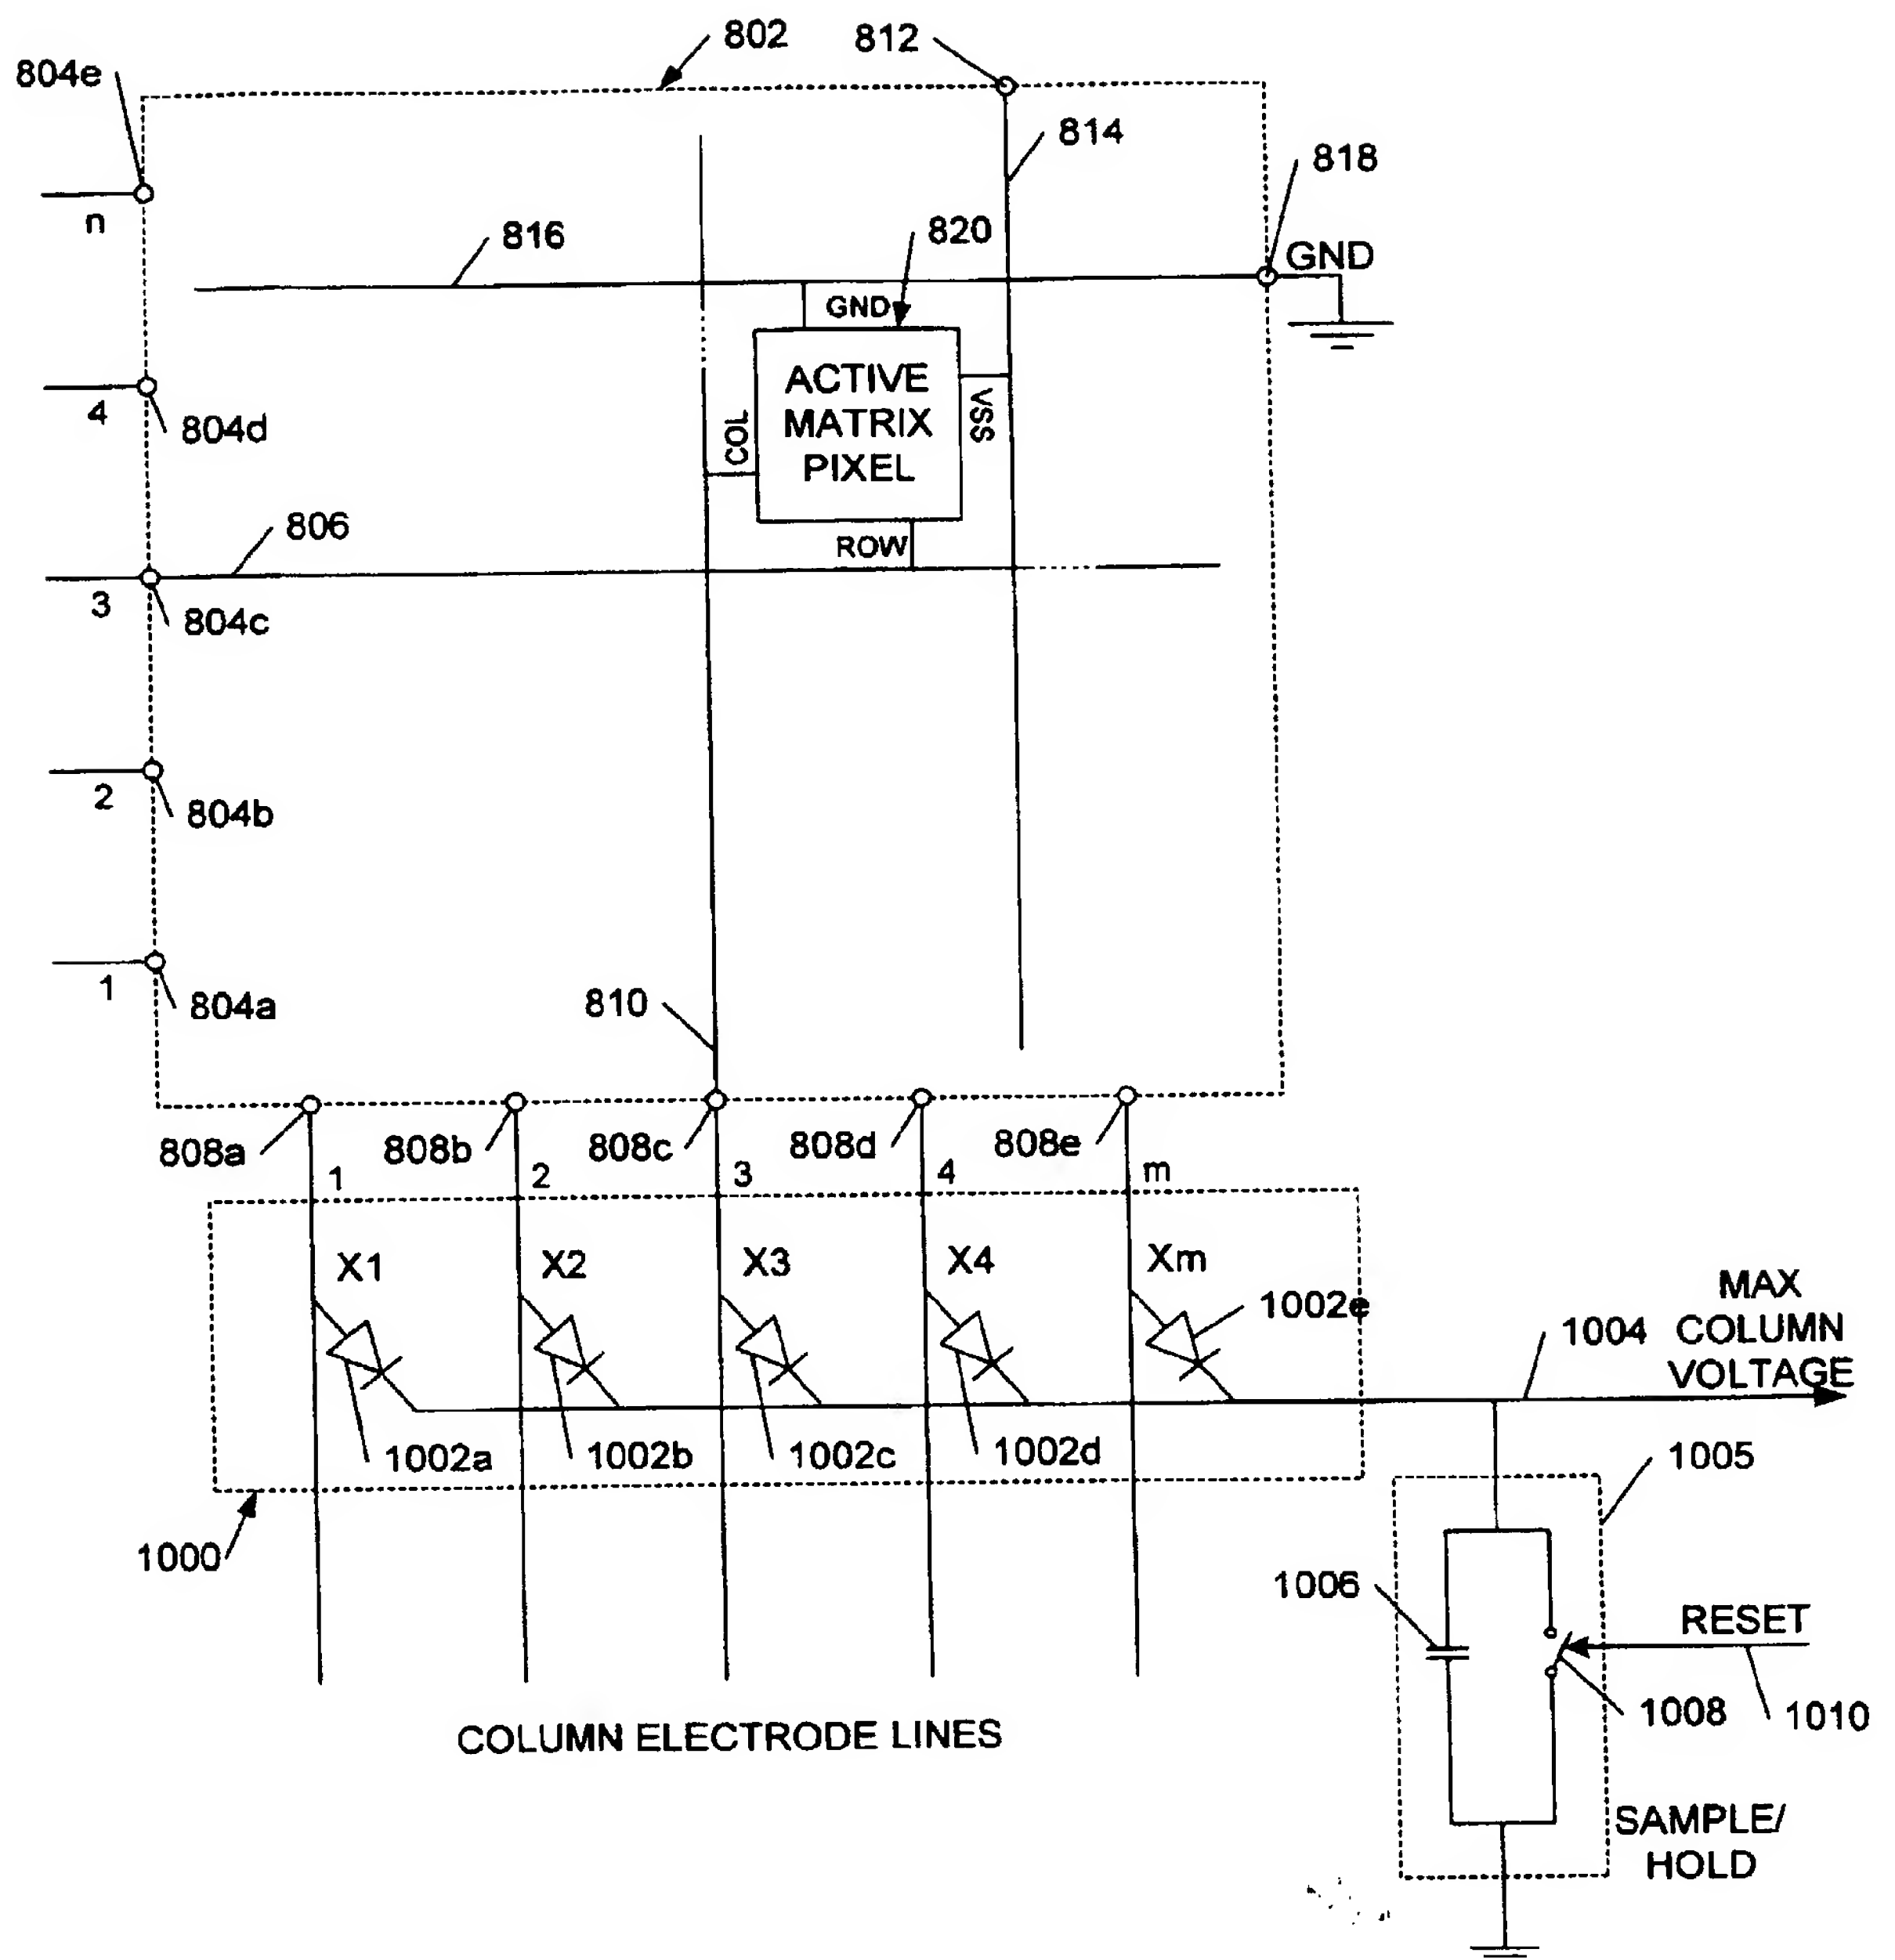 802
812
804e
814
818
n
816
820
GND
GND
ACTIVE
MATRIX
PIXEL
COL
VSS
4
804d
806
ROW
3
804c
2
804b
1
804a
810
808a
808b
808c
808d
808e
1
2
3
4
m
X1
X2
X3
X4
Xm
1002e
1004
MAX
COLUMN
VOLTAGE
1002a
1002b
1002c
1002d
1005
1000
1006
RESET
1008
1010
COLUMN ELECTRODE LINES
SAMPLE/
HOLD